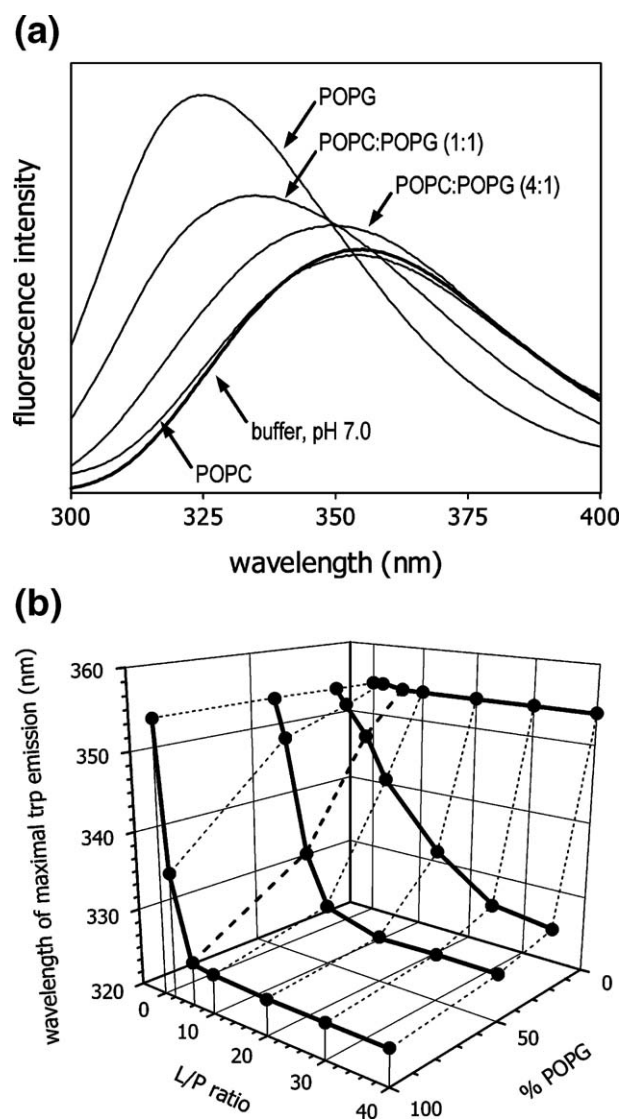 (a)
POPG
POPC:POPG (1:1)
POPC:POPG (4:1)
buffer, pH 7.0
POPC
fluorescence intensity
300 325 350 375 400
wavelength (nm)
(b)
wavelength of maximal trp emission (nm)
360
350
340
330
320
0
10
20
30
40
L/P ratio
100
50
0
% POPG